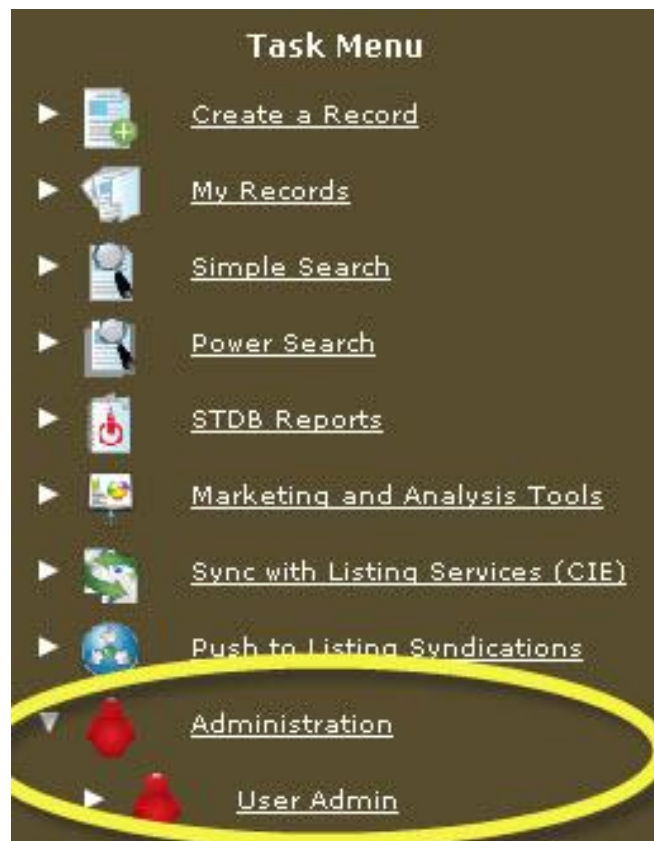 Task Menu
Create a Record
My Records
Simple Search
Power Search
STDB Reports
Marketing and Analysis Tools
Sync with Listing Services (CIE)
Push to Listing Syndications
Administration
User Admin